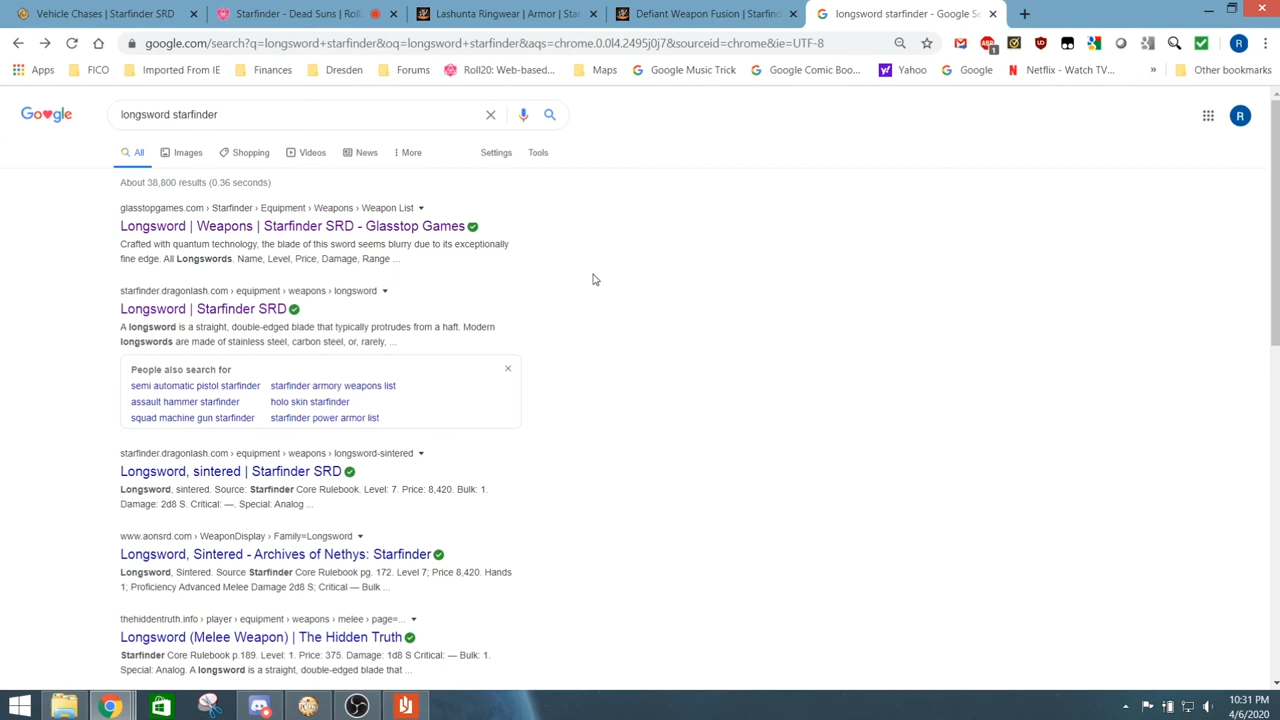 Vehicle Chases | Starfinder SRD
Starfinder - Dead Suns | Roll
Lashunta Ringwear | Armor | Star
Defiant Weapon Fusion | Starfind
longsword starfinder - Google Se
google.com/search?q=longsword+starfinder&oq=longsword+starfinder&aqs=chrome.0.0l4.2495j0j7&sourceid=chrome&ie=UTF-8
Apps FICO Imported From IE Finances Dresden Forums Roll20: Web-based... Maps Google Music Trick Google Comic Boo... Yahoo Google Netflix - Watch TV... » Other bookmarks
longsword starfinder
All Images Shopping Videos News More Settings Tools
About 38,800 results (0.36 seconds)
glasstopgames.com › Starfinder › Equipment › Weapons › Weapon List
Longsword | Weapons | Starfinder SRD - Glasstop Games
Crafted with quantum technology, the blade of this sword seems blurry due to its exceptionally
fine edge. All Longswords. Name, Level, Price, Damage, Range ...
starfinder.dragonlash.com › equipment › weapons › longsword
Longsword | Starfinder SRD
A longsword is a straight, double-edged blade that typically protrudes from a haft. Modern
longswords are made of stainless steel, carbon steel, or, rarely, ...
People also search for
semi automatic pistol starfinder starfinder armory weapons list
assault hammer starfinder holo skin starfinder
squad machine gun starfinder starfinder power armor list
starfinder.dragonlash.com › equipment › weapons › longsword-sintered
Longsword, sintered | Starfinder SRD
Longsword, sintered. Source: Starfinder Core Rulebook. Level: 7. Price: 8,420. Bulk: 1.
Damage: 2d8 S. Critical: —. Special: Analog ...
www.aonsrd.com › WeaponDisplay › Family=Longsword
Longsword, Sintered - Archives of Nethys: Starfinder
Longsword, Sintered. Source Starfinder Core Rulebook pg. 172. Level 7; Price 8,420. Hands
1; Proficiency Advanced Melee Damage 2d8 S; Critical — Bulk ...
thehiddentruth.info › player › equipment › weapons › melee › page=...
Longsword (Melee Weapon) | The Hidden Truth
Starfinder Core Rulebook p.189. Level: 1. Price: 375. Damage: 1d8 S Critical: — Bulk: 1.
Special: Analog. A longsword is a straight, double-edged blade that ...
10:31 PM
4/6/2020